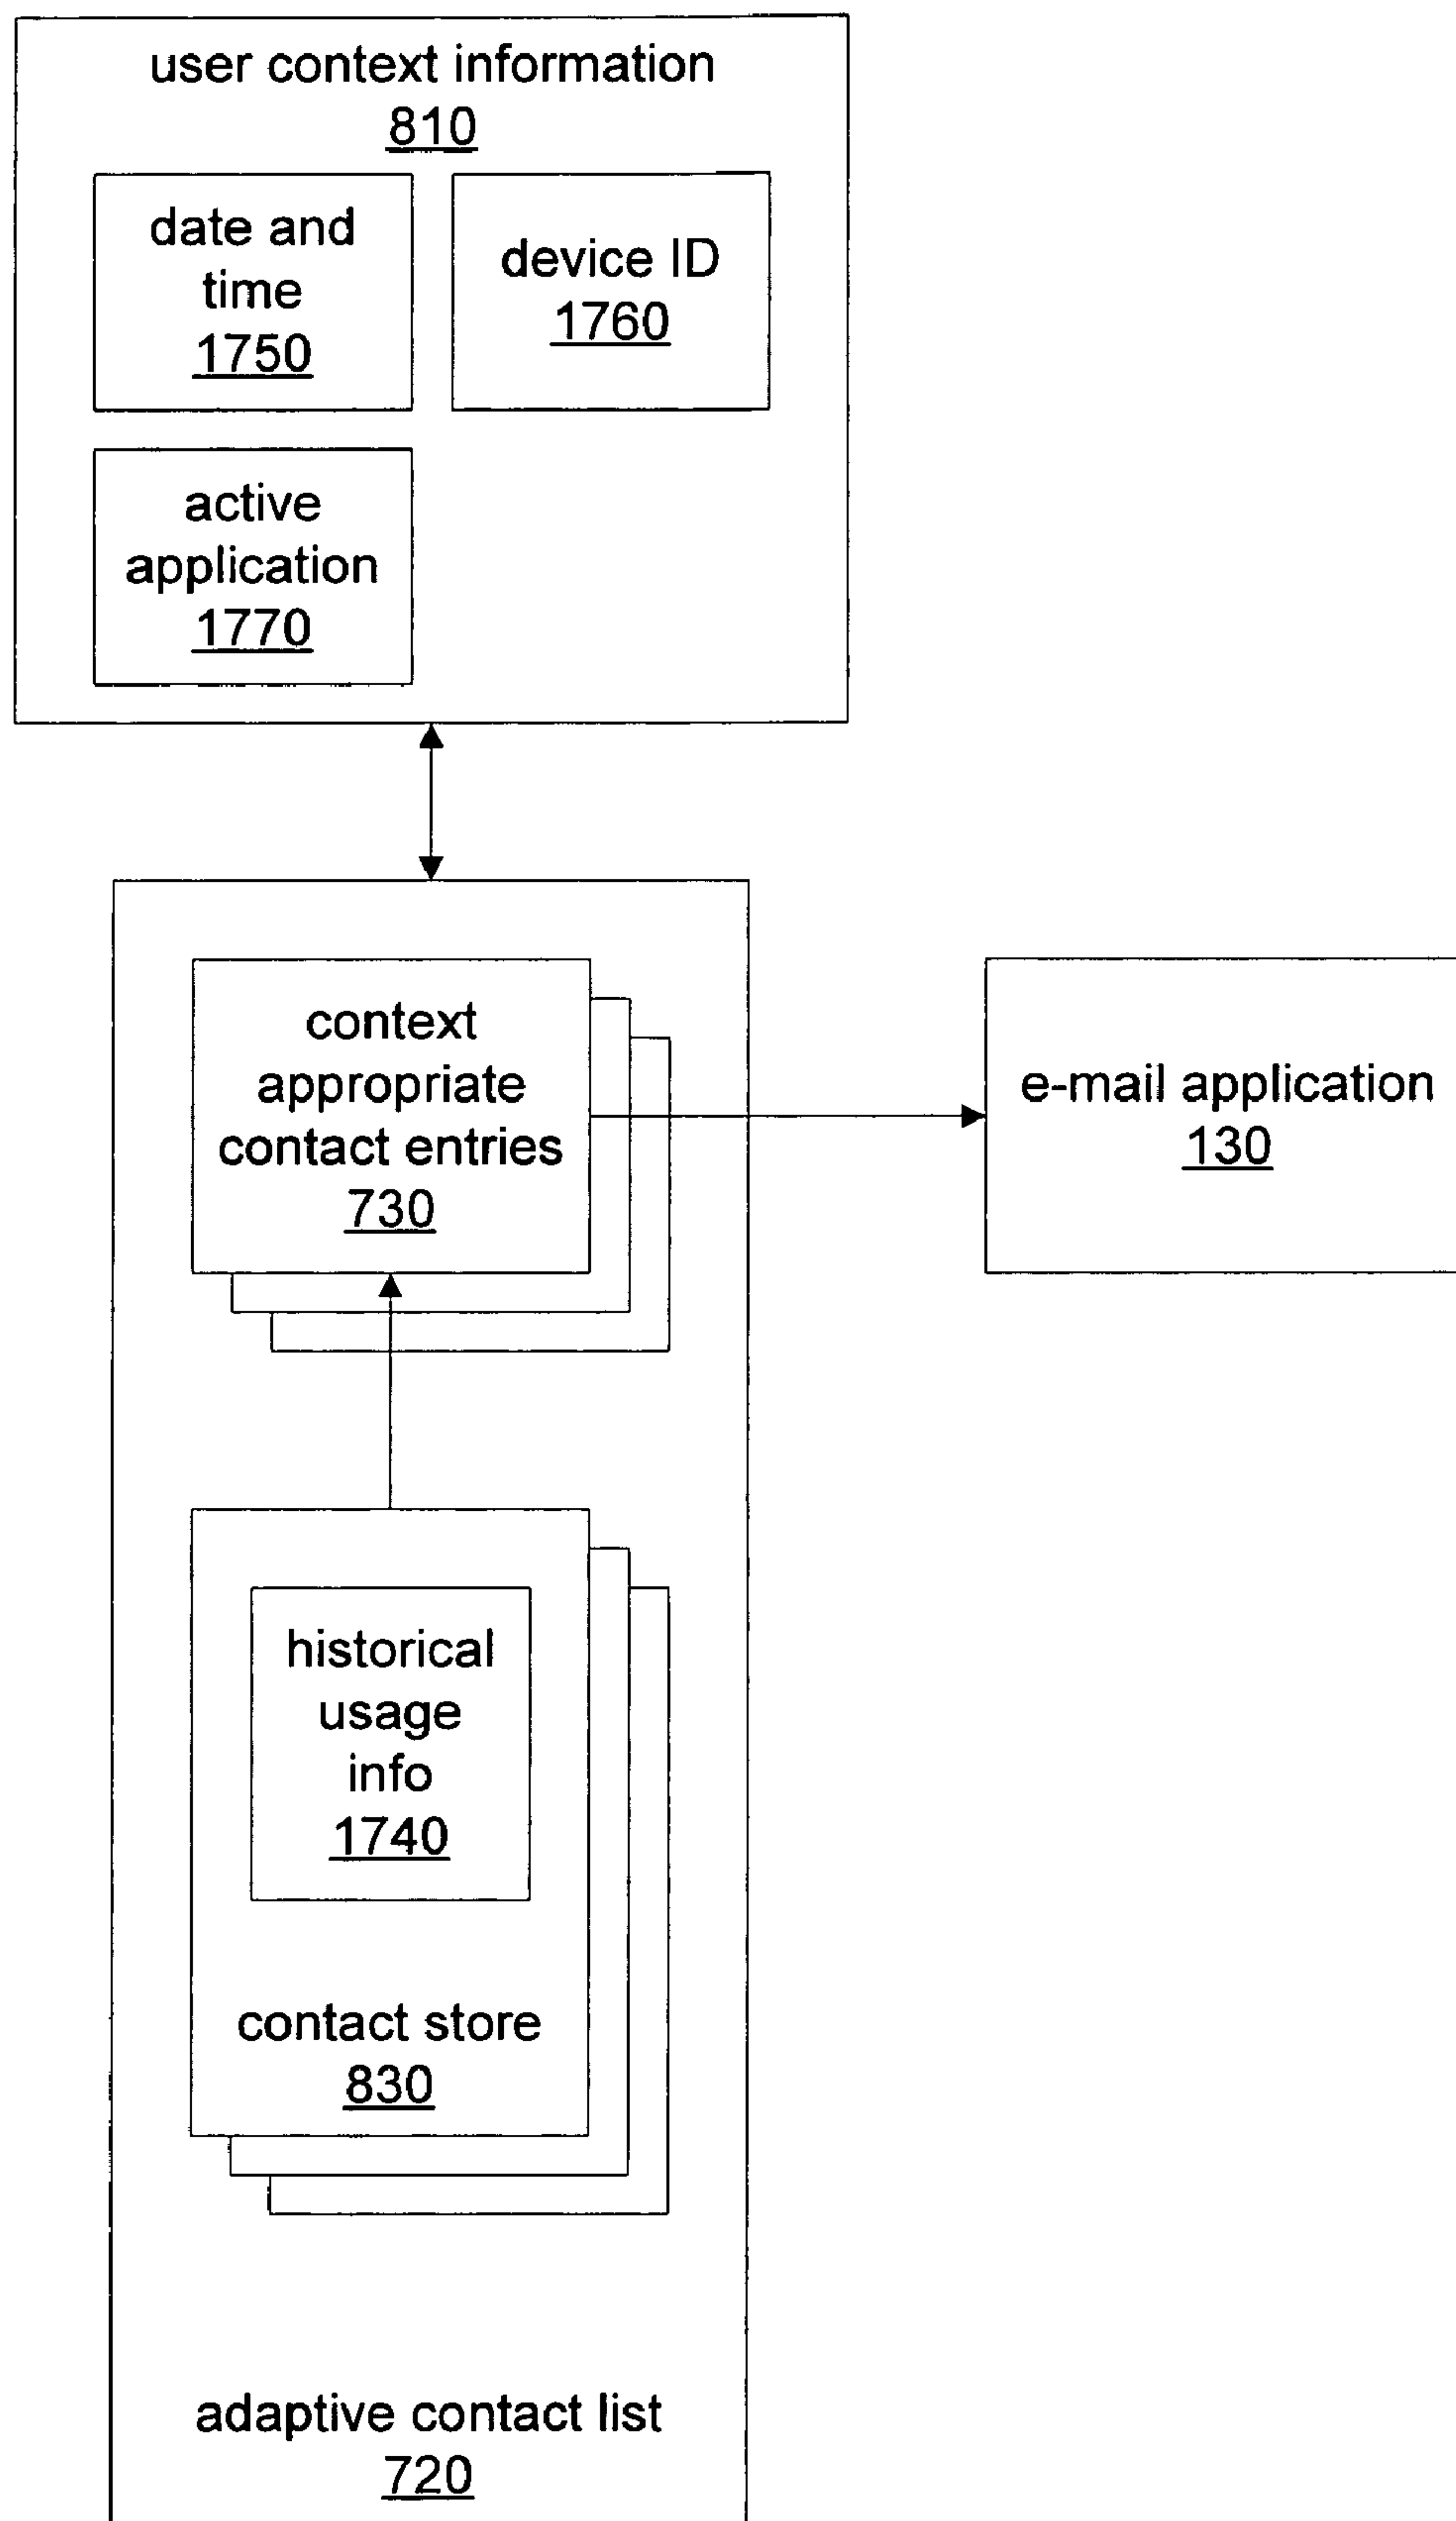 user context information
810
date and
time
1750
device ID
1760
active
application
1770
context
appropriate
contact entries
730
e-mail application
130
historical
usage
info
1740
contact store
830
adaptive contact list
720